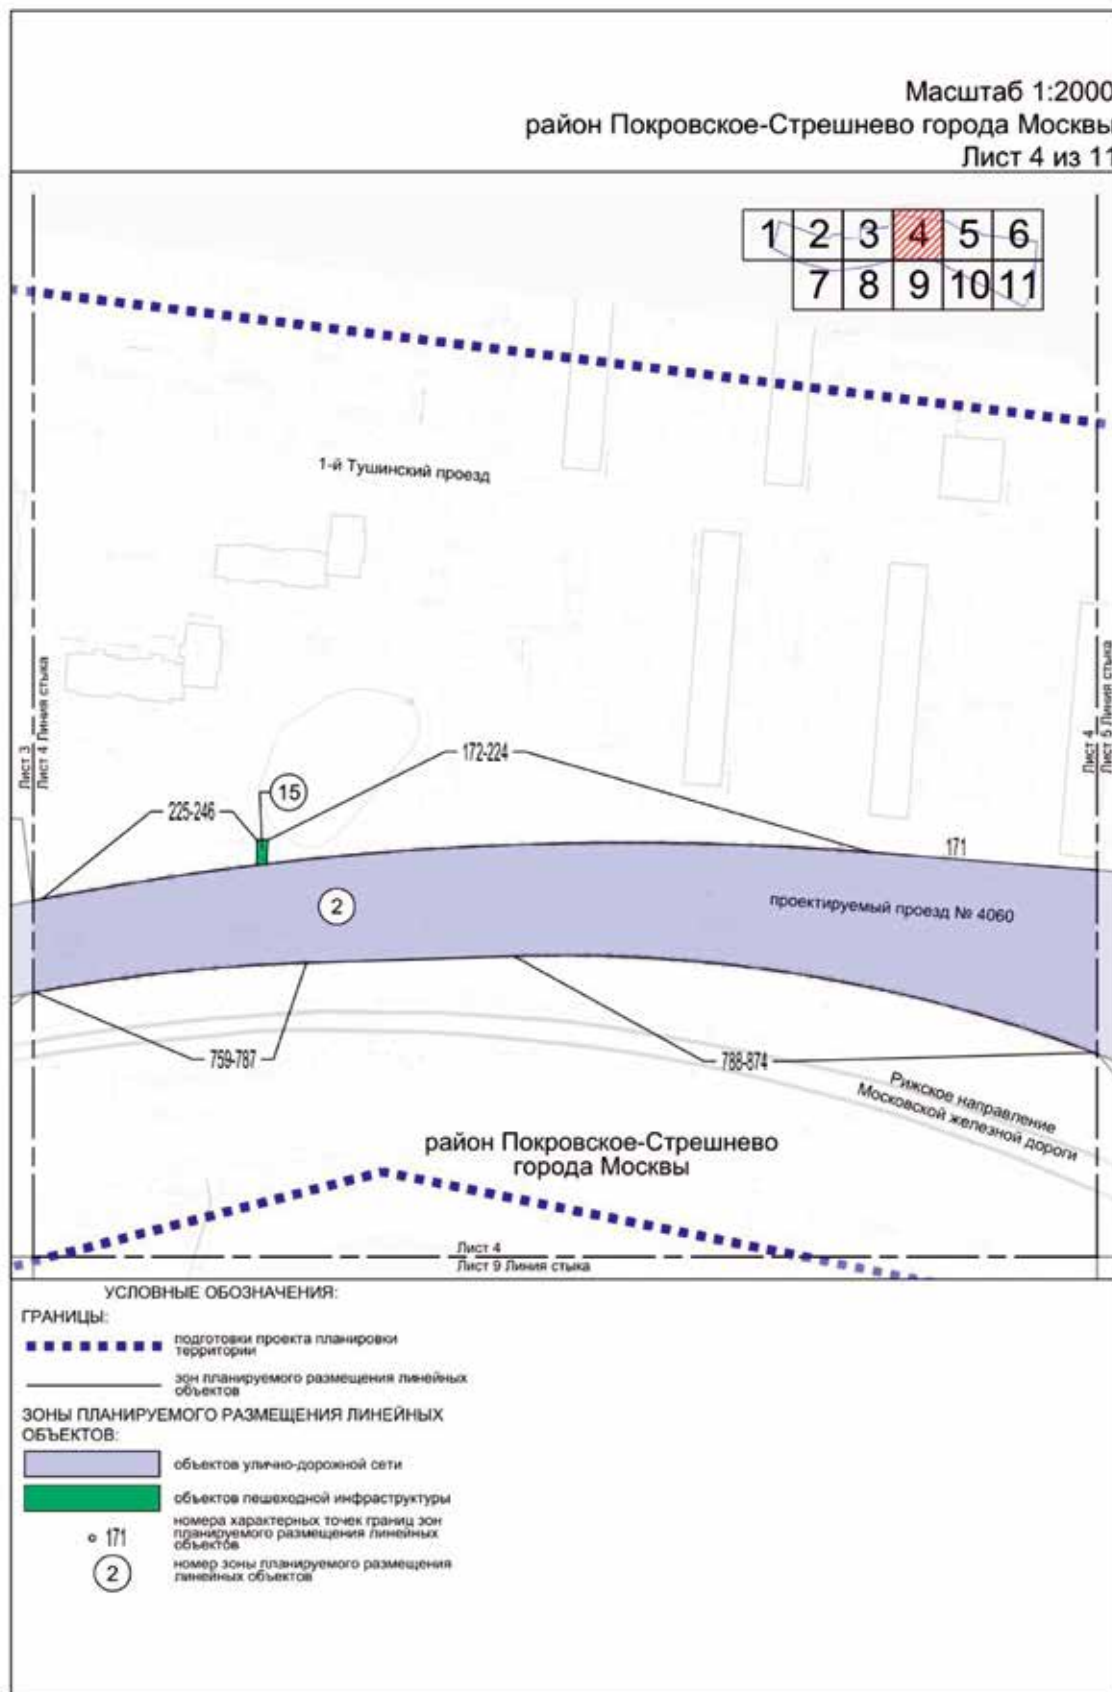 Масштаб 1:2000
район Покровское-Стрешнево города Москвы
Лист 4 из 11
1 2 3 4 5 6
7 8 9 10 11
1-й Тушинский проезд
Лист 3
Лист 4 Линия стыка
Лист 4
Лист 5 Линия стыка
172-224
15
225-246
171
2
проектируемый проезд № 4060
759-787
788-874
Рижское направление
Московской железной дороги
район Покровское-Стрешнево
города Москвы
Лист 4
Лист 9 Линия стыка
УСЛОВНЫЕ ОБОЗНАЧЕНИЯ:
ГРАНИЦЫ:
подготовки проекта планировки
территории
зон планируемого размещения линейных
объектов
ЗОНЫ ПЛАНИРУЕМОГО РАЗМЕЩЕНИЯ ЛИНЕЙНЫХ
ОБЪЕКТОВ:
объектов улично-дорожной сети
объектов пешеходной инфраструктуры
171
номера характерных точек границ зон
планируемого размещения линейных
объектов
2
номер зоны планируемого размещения
линейных объектов